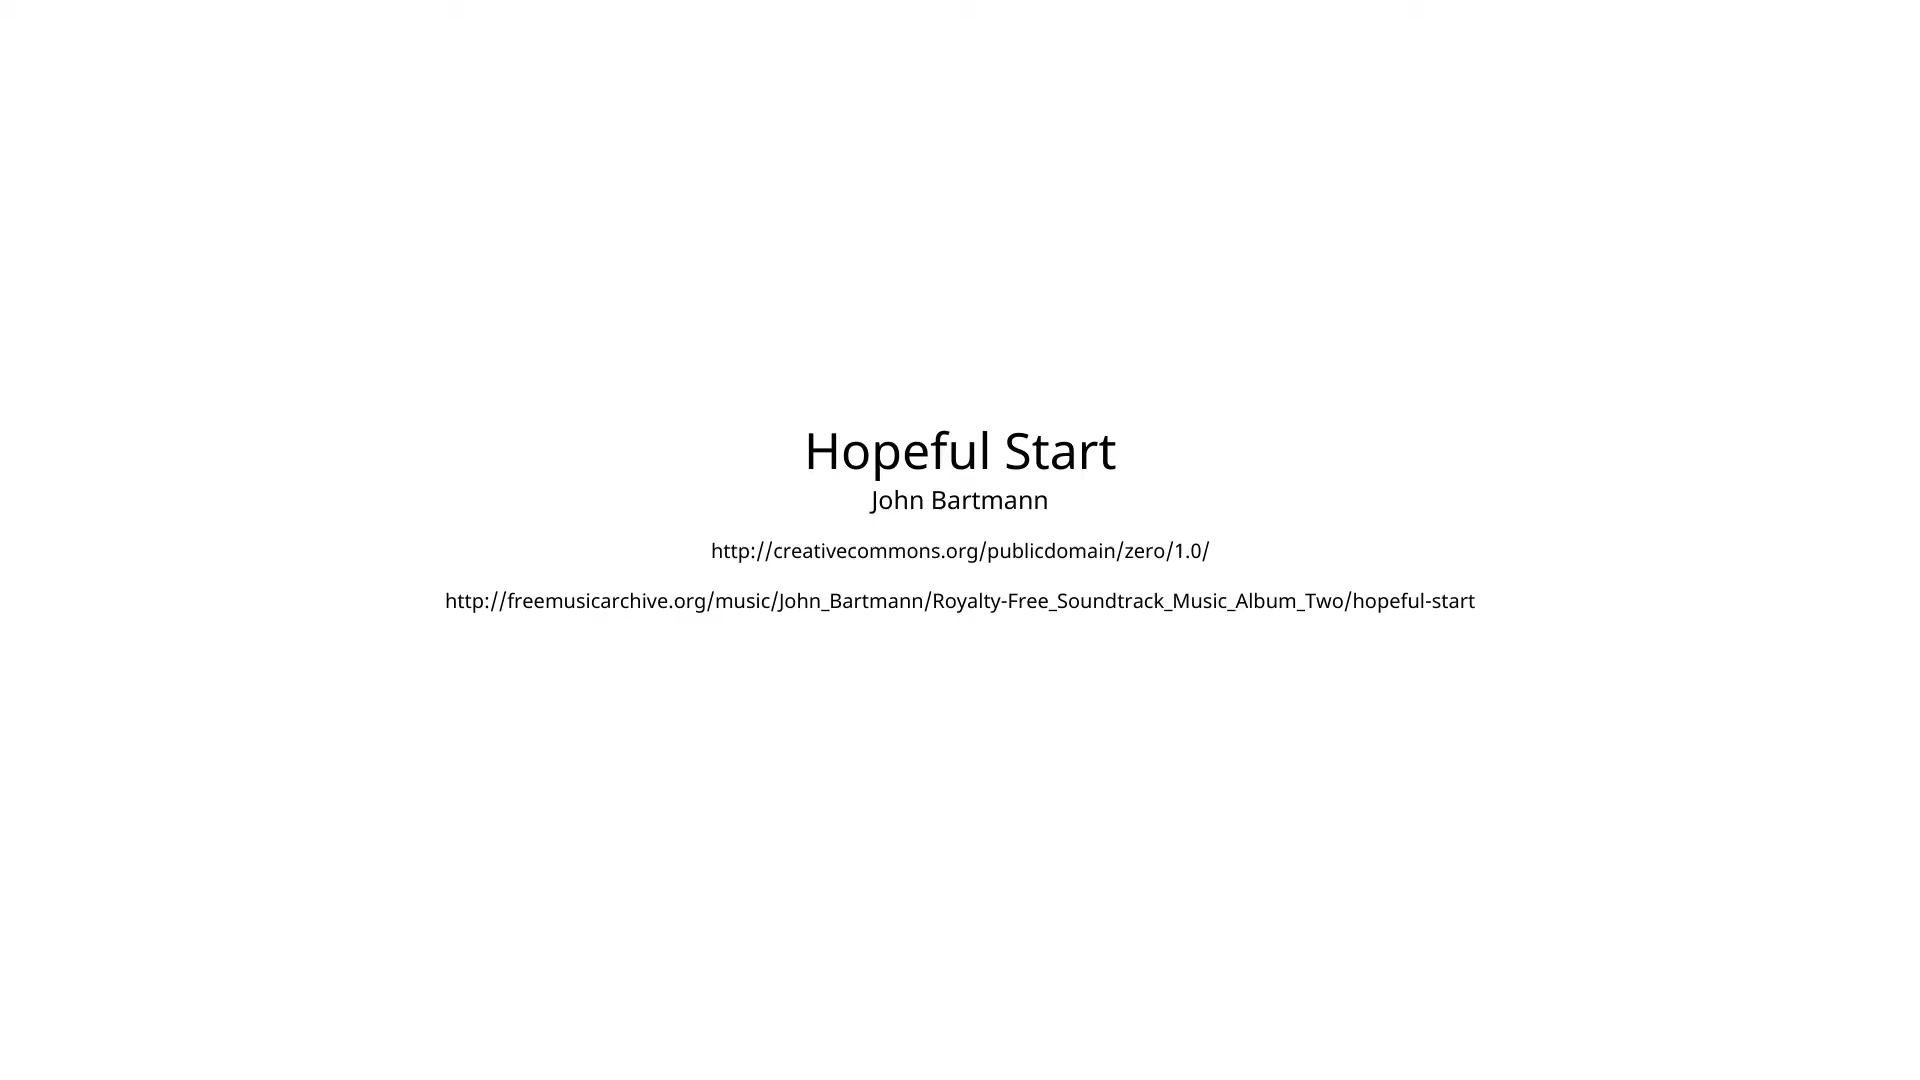 Hopeful Start
John Bartmann
http://creativecommons.org/publicdomain/zero/1.0/
http://freemusicarchive.org/music/John_Bartmann/Royalty-Free_Soundtrack_Music_Album_Two/hopeful-start